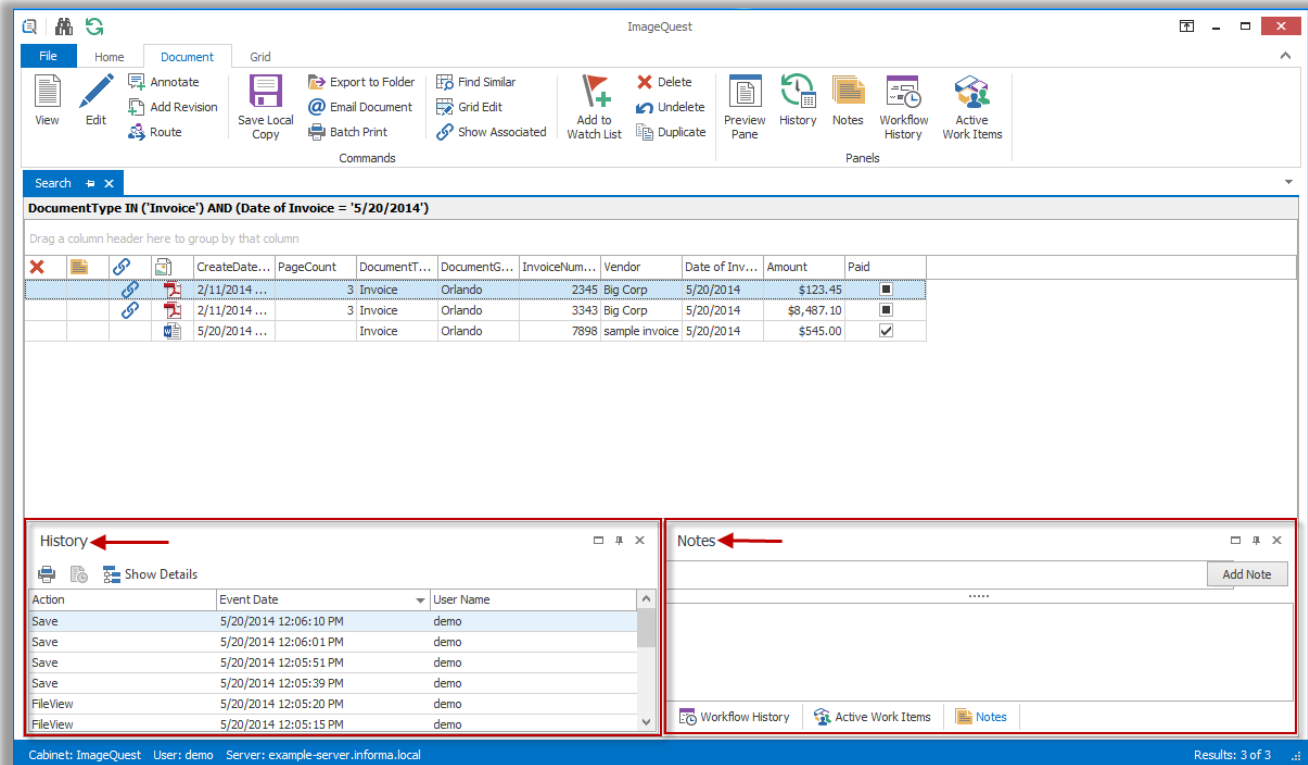 ImageQuest
File Home Document Grid
View
Edit
Annotate
Add Revision
Route
Save Local
Copy
Export to Folder
Email Document
Batch Print
Find Similar
Grid Edit
Show Associated
Add to
Watch List
Delete
Undelete
Duplicate
Commands
Preview
Pane
History
Notes
Workflow
History
Active
Work Items
Panels
Search
DocumentType IN ('Invoice') AND (Date of Invoice = '5/20/2014')
Drag a column header here to group by that column
CreateDate... PageCount DocumentT... DocumentG... InvoiceNum... Vendor Date of Inv... Amount Paid
2/11/2014 ... 3 Invoice Orlando 2345 Big Corp 5/20/2014 $123.45
2/11/2014 ... 3 Invoice Orlando 3343 Big Corp 5/20/2014 $8,487.10
5/20/2014 ... Invoice Orlando 7898 sample invoice 5/20/2014 $545.00
History
Show Details
Action Event Date User Name
Save 5/20/2014 12:06:10 PM demo
Save 5/20/2014 12:06:01 PM demo
Save 5/20/2014 12:05:51 PM demo
Save 5/20/2014 12:05:39 PM demo
FileView 5/20/2014 12:05:20 PM demo
FileView 5/20/2014 12:05:15 PM demo
Notes
Add Note
Workflow History Active Work Items Notes
Cabinet: ImageQuest User: demo Server: example-server.informa.local Results: 3 of 3